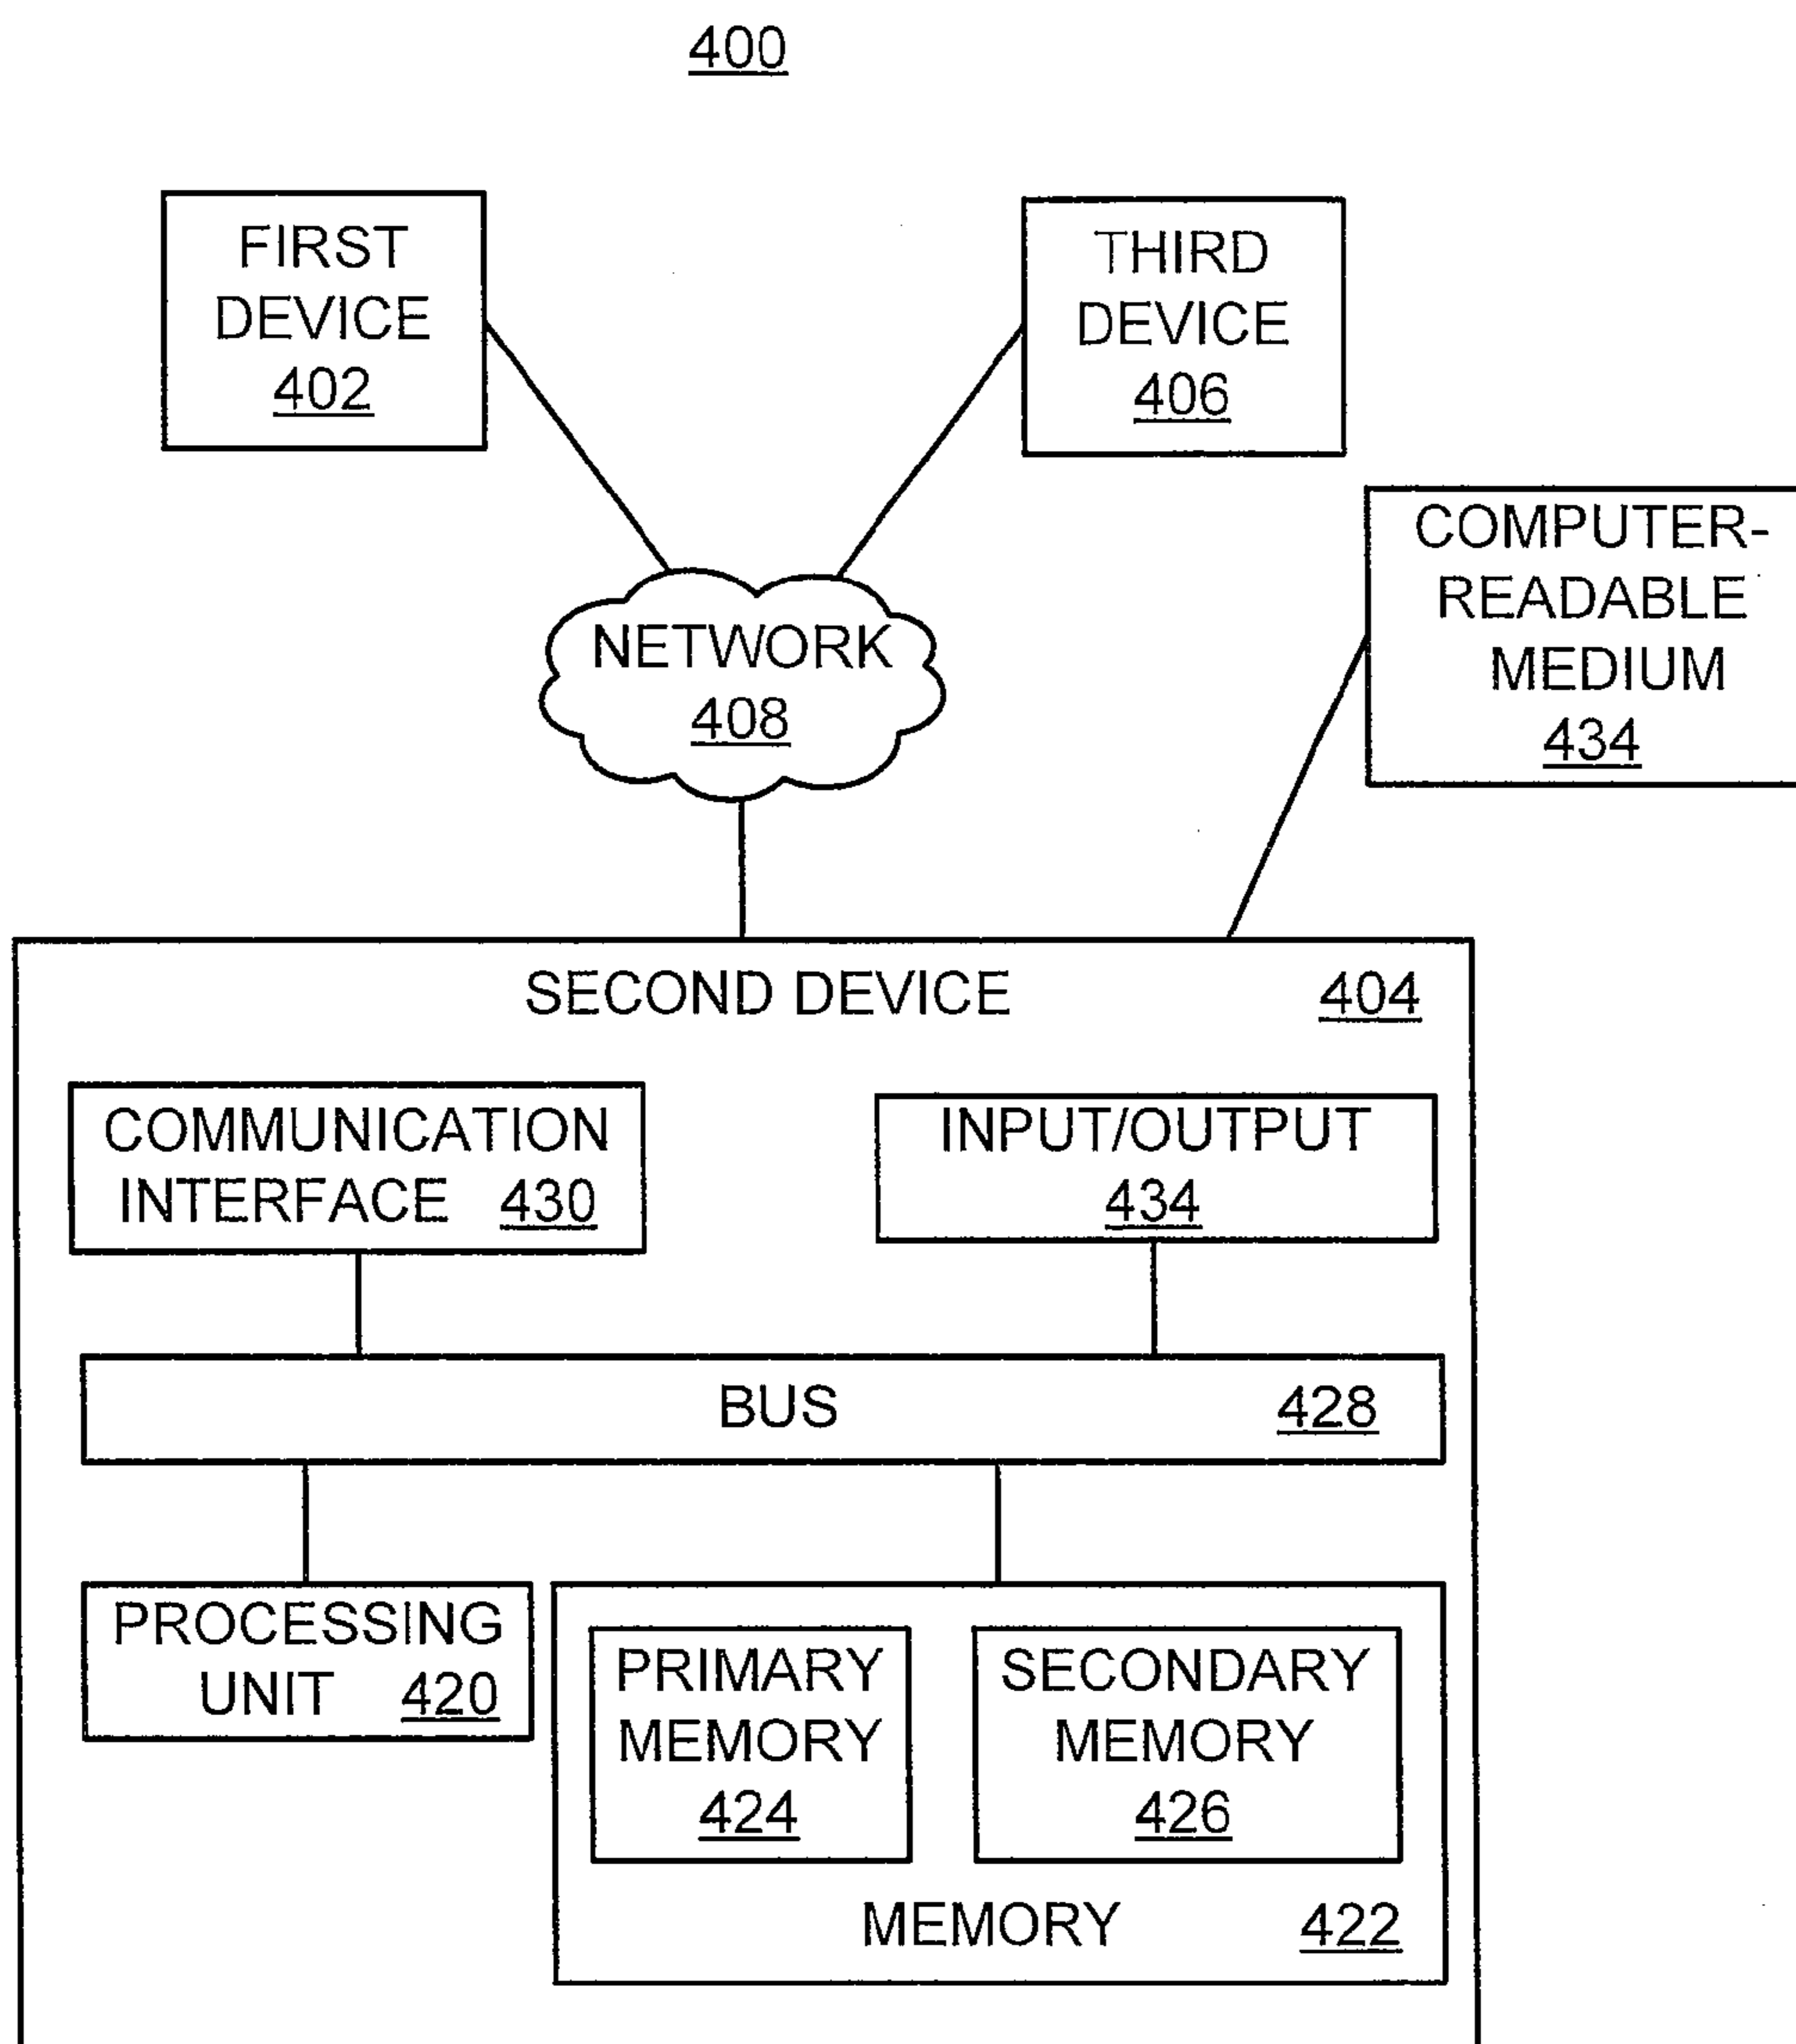 400
FIRST
DEVICE
402
THIRD
DEVICE
406
COMPUTER-
READABLE
MEDIUM
434
NETWORK
408
SECOND DEVICE 404
COMMUNICATION
INTERFACE 430
INPUT/OUTPUT
434
BUS 428
PROCESSING
UNIT 420
PRIMARY
MEMORY
424
SECONDARY
MEMORY
426
MEMORY 422